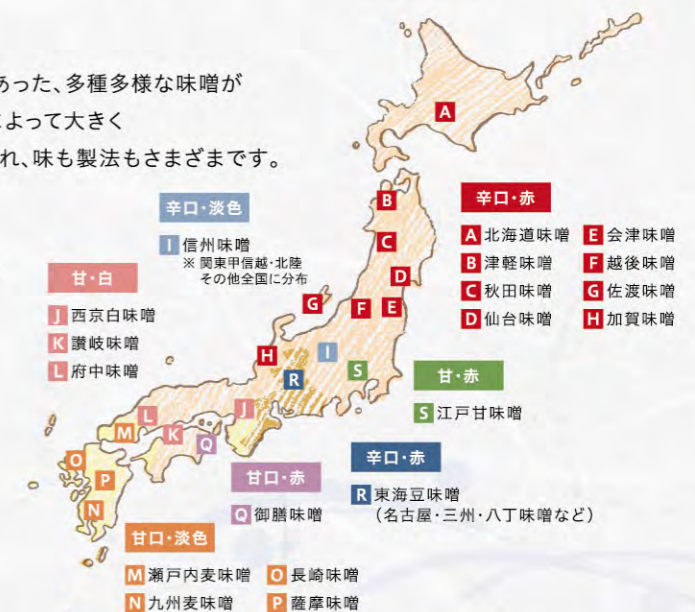 あった、多種多様な味噌が
よって大きく
れ、味も製法もさまざまです。
辛口・淡色
I 信州味噌
※ 関東甲信越・北陸
その他全国に分布
甘・白
J 西京白味噌
K 讃岐味噌
L 府中味噌
辛口・赤
A 北海道味噌 E 会津味噌
B 津軽味噌 F 越後味噌
C 秋田味噌 G 佐渡味噌
D 仙台味噌 H 加賀味噌
甘・赤
S 江戸甘味噌
辛口・赤
R 東海豆味噌
（名古屋・三州・八丁味噌など）
甘口・赤
Q 御膳味噌
甘口・淡色
M 瀬戸内麦味噌 O 長崎味噌
N 九州麦味噌 P 薩摩味噌
A
B
C
D
G
F
E
H
I
R
S
J
L
M
K
Q
O
P
N